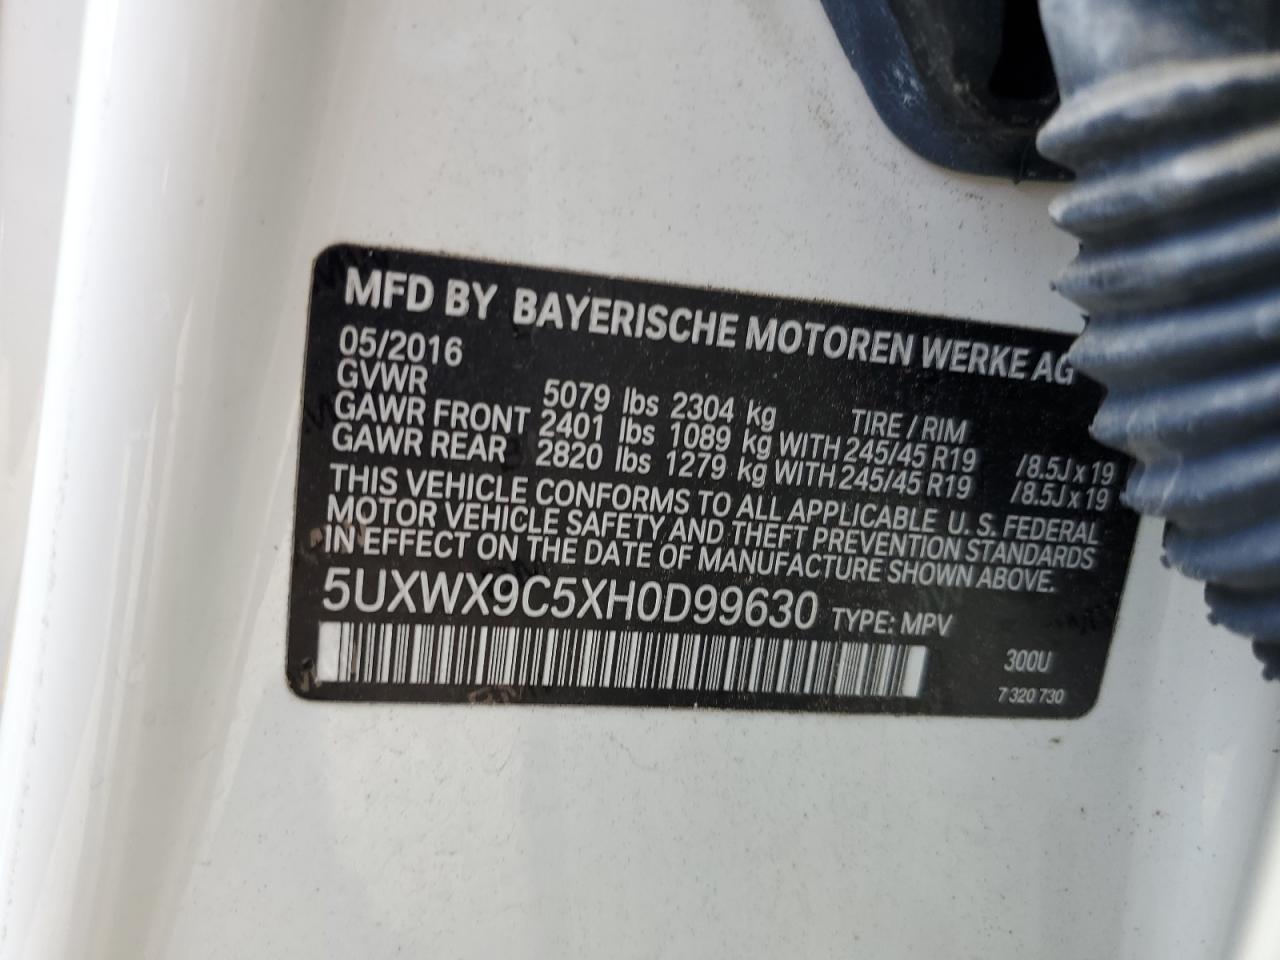 MFD BY BAYERISCHE MOTOREN WERKE AG
05/2016
GVWR 5079 lbs 2304 kg TIRE / RIM
GAWR FRONT 2401 lbs 1089 kg WITH 245/45 R19 /8.5J x 19
GAWR REAR 2820 lbs 1279 kg WITH 245/45 R19 /8.5J x 19
THIS VEHICLE CONFORMS TO ALL APPLICABLE U. S. FEDERAL
MOTOR VEHICLE SAFETY AND THEFT PREVENTION STANDARDS
IN EFFECT ON THE DATE OF MANUFACTURE SHOWN ABOVE.
5UXWX9C5XH0D99630 TYPE: MPV
300U
7 320 730